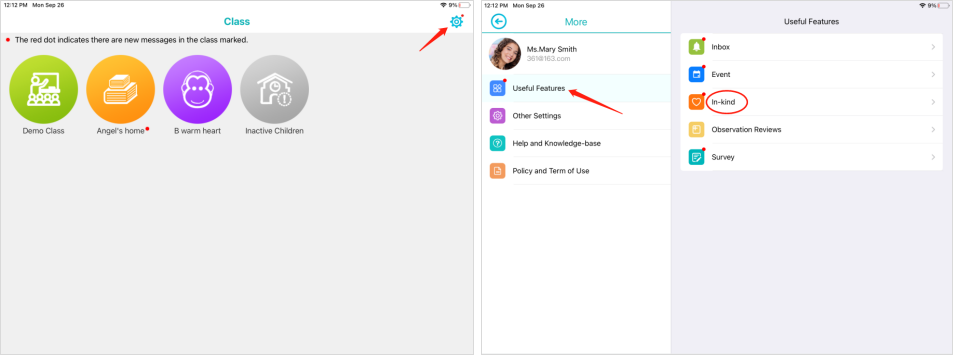 12:12 PM Mon Sep 26
9%
Class
The red dot indicates there are new messages in the class marked.
Demo Class
Angel's home
B warm heart
Inactive Children
12:12 PM Mon Sep 26
9%
More
Useful Features
Ms.Mary Smith
361@163.com
Useful Features
Other Settings
Help and Knowledge-base
Policy and Term of Use
Inbox
Event
In-kind
Observation Reviews
Survey